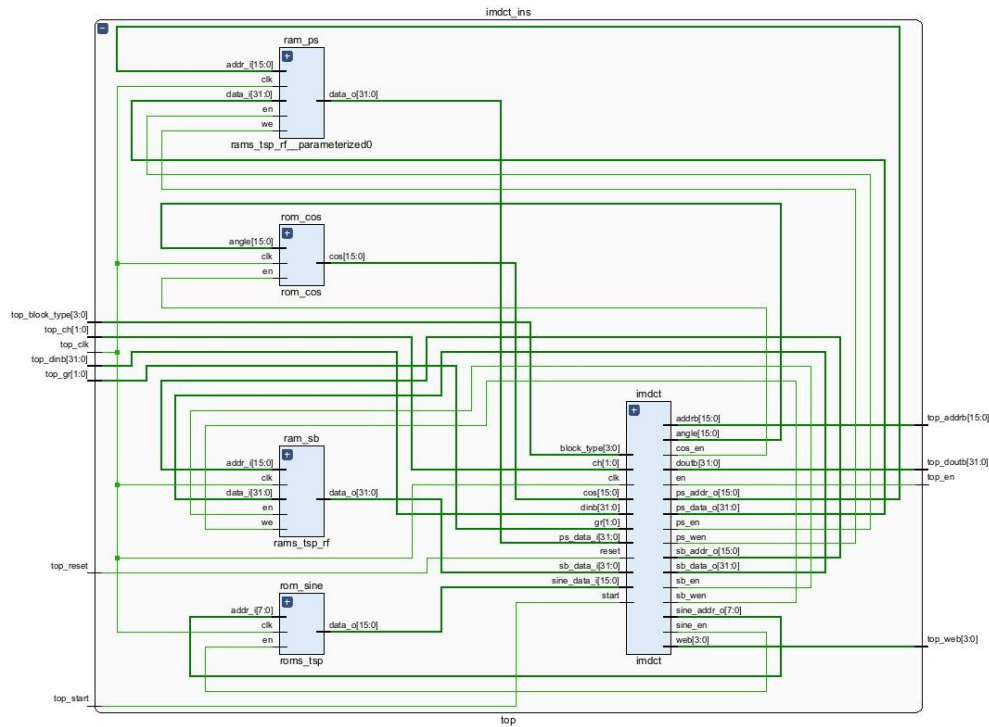 imdct_ins
ram_ps
addr_i[15:0]
clk
data_i[31:0]
en
we
data_o[31:0]
rams_tsp_rf__parameterized0
rom_cos
angle[15:0]
clk
en
cos[15:0]
rom_cos
top_block_type[3:0]
top_ch[1:0]
top_clk
top_dinb[31:0]
top_gr[1:0]
ram_sb
addr_i[15:0]
clk
data_i[31:0]
en
we
data_o[31:0]
rams_tsp_rf
top_reset
rom_sine
addr_i[7:0]
clk
en
data_o[15:0]
roms_tsp
top_start
imdct
block_type[3:0]
ch[1:0]
clk
cos[15:0]
dinb[31:0]
gr[1:0]
ps_data_i[31:0]
reset
sb_data_i[31:0]
sine_data_i[15:0]
start
addrb[15:0]
angle[15:0]
cos_en
doutb[31:0]
en
ps_addr_o[15:0]
ps_data_o[31:0]
ps_en
ps_wen
sb_addr_o[15:0]
sb_data_o[31:0]
sb_en
sb_wen
sine_addr_o[7:0]
sine_en
web[3:0]
imdct
top_addrb[15:0]
top_doutb[31:0]
top_en
top_web[3:0]
top